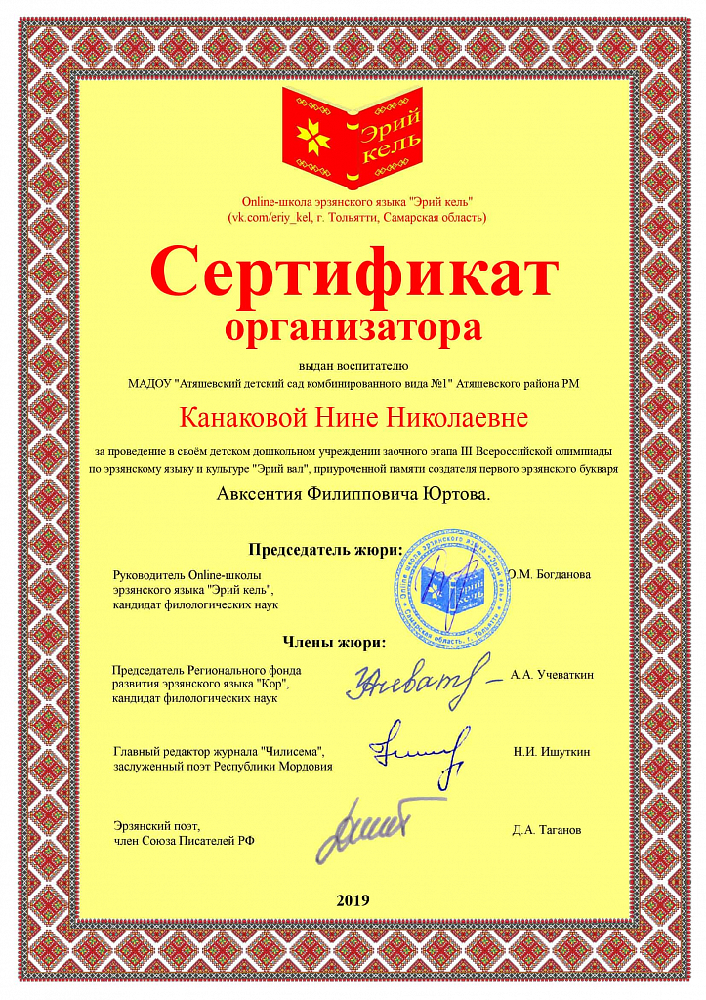 Эрий
кель
Online-школа эрзянского языка "Эрий кель"
(vk.com/eriy_kel, г. Тольятти, Самарская область)
Сертификат
организатора
выдан воспитателю
МАДОУ "Атяшевский детский сад комбинированного вида №1" Атяшевского района РМ
Канаковой Нине Николаевне
за проведение в своём детском дошкольном учреждении заочного этапа III Всероссийской олимпиады
по эрзянскому языку и культуре "Эрий вал", приуроченной памяти создателя первого эрзянского букваря
Авксентия Филипповича Юртова.
Председатель жюри:
Руководитель Online-школы
эрзянского языка "Эрий кель",
кандидат филологических наук
Online школа эрзянского языка «Эрий кель»
Самарская область, г. Тольятти
Эрий
кель
О.М. Богданова
Члены жюри:
Председатель Регионального фонда
развития эрзянского языка "Кор",
кандидат филологических наук
А.А. Учеваткин
Главный редактор журнала "Чилисема",
заслуженный поэт Республики Мордовия
Н.И. Ишуткин
Эрзянский поэт,
член Союза Писателей РФ
Д.А. Таганов
2019